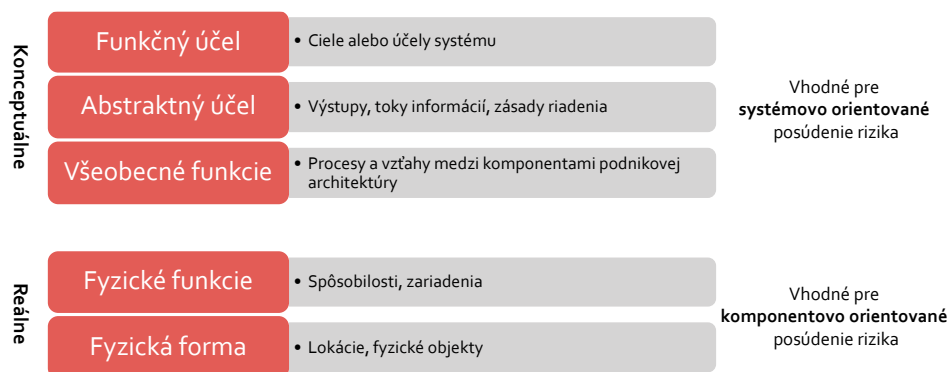 Konceptuálne
Funkčný účel
• Ciele alebo účely systému
Abstraktný účel
• Výstupy, toky informácií, zásady riadenia
Všeobecné funkcie
• Procesy a vzťahy medzi komponentami podnikovej
architektúry
Vhodné pre
systémovo orientované
posúdenie rizika
Reálne
Fyzické funkcie
• Spôsobilosti, zariadenia
Fyzická forma
• Lokácie, fyzické objekty
Vhodné pre
komponentovo orientované
posúdenie rizika